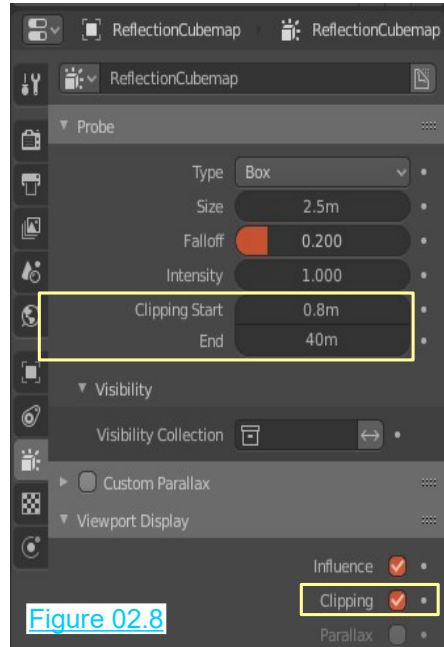 ReflectionCubemap ReflectionCubemap
ReflectionCubemap
Probe
Type Box
Size 2.5m
Falloff 0.200
Intensity 1.000
Clipping Start 0.8m
End 40m
Visibility
Visibility Collection
Custom Parallax
Viewport Display
Influence
Clipping
Parallax
Figure 02.8